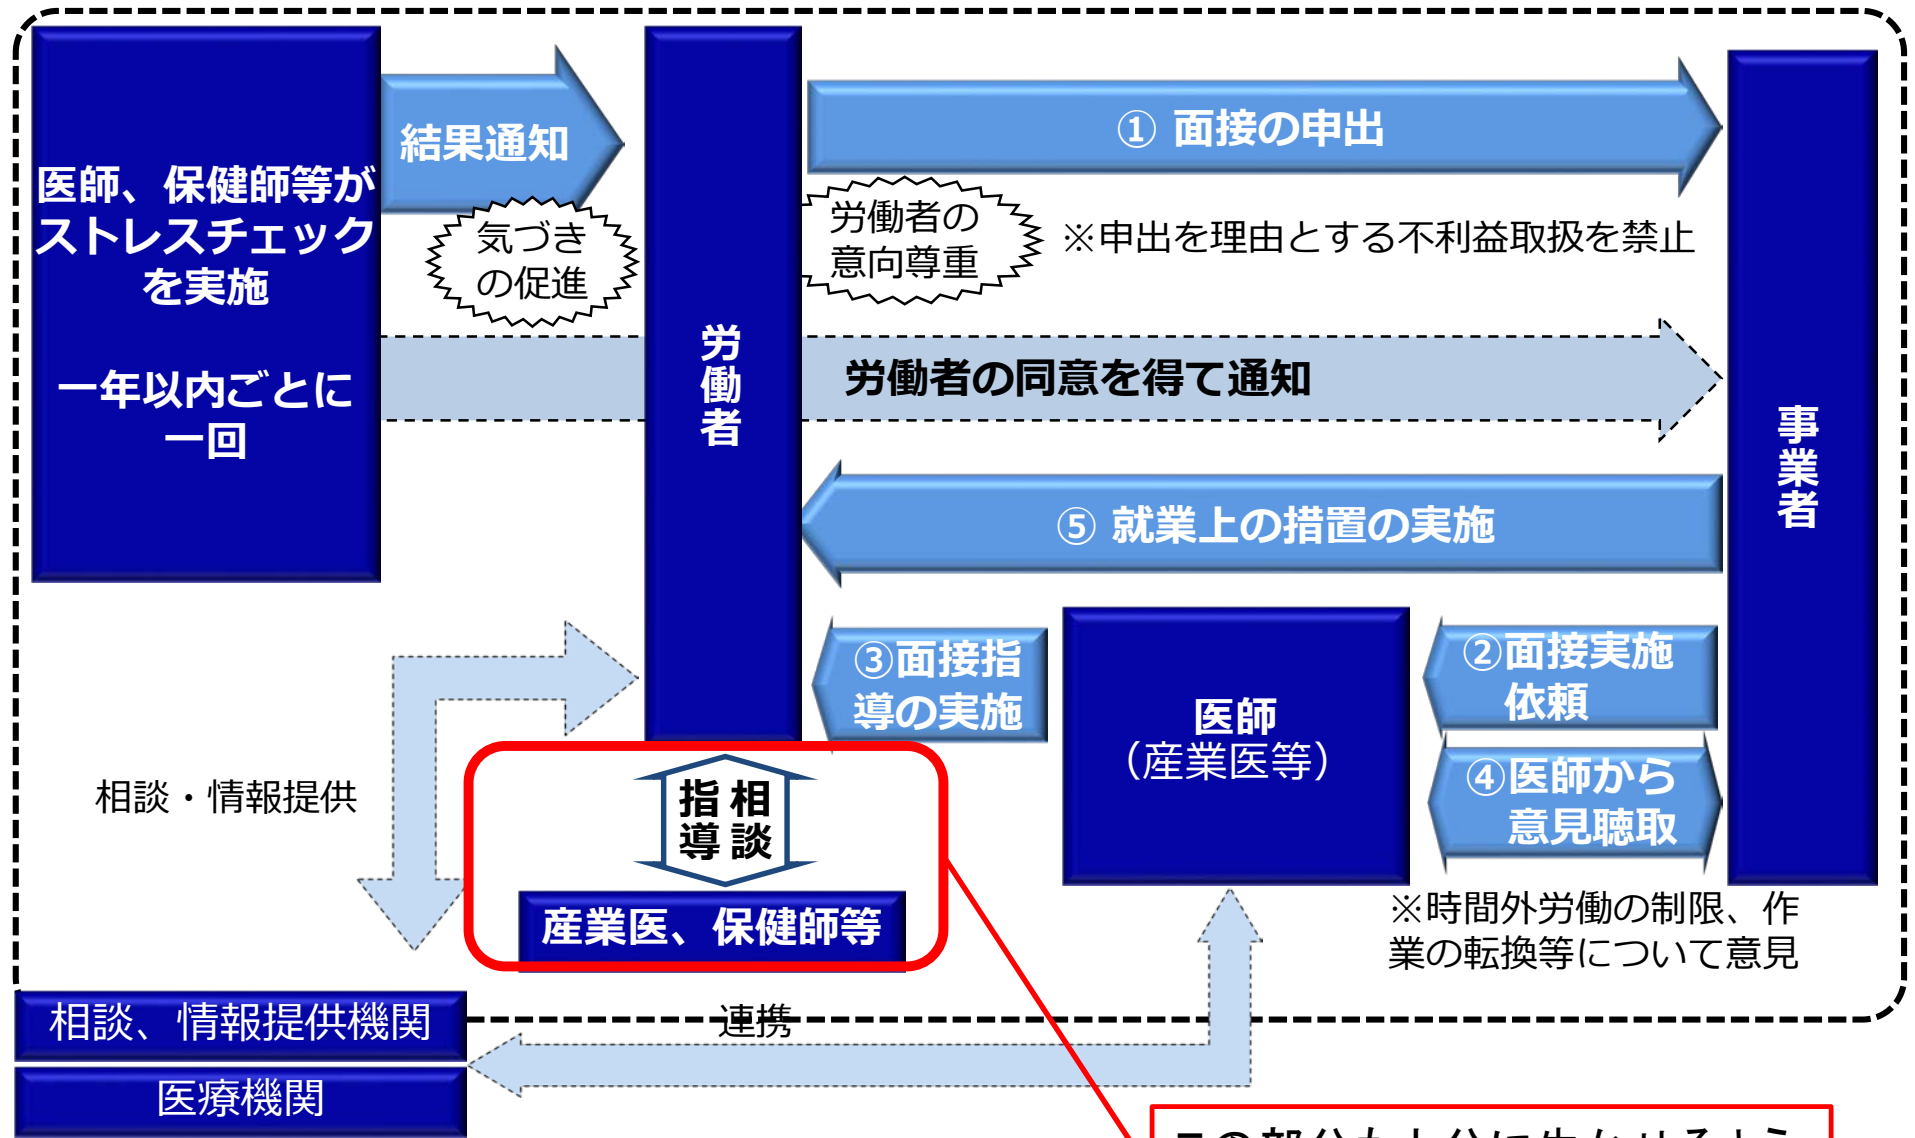 医師、保健師等が
ストレスチェック
を実施
一年以内ごとに
一回
結果通知
気づき
の促進
労働者
① 面接の申出
労働者の
意向尊重
※申出を理由とする不利益取扱を禁止
労働者の同意を得て通知
事業者
⑤ 就業上の措置の実施
③面接指
導の実施
医師
（産業医等）
②面接実施
依頼
④医師から
意見聴取
※時間外労働の制限、作
業の転換等について意見
相談・情報提供
相談
指導
産業医、保健師等
連携
相談、情報提供機関
医療機関